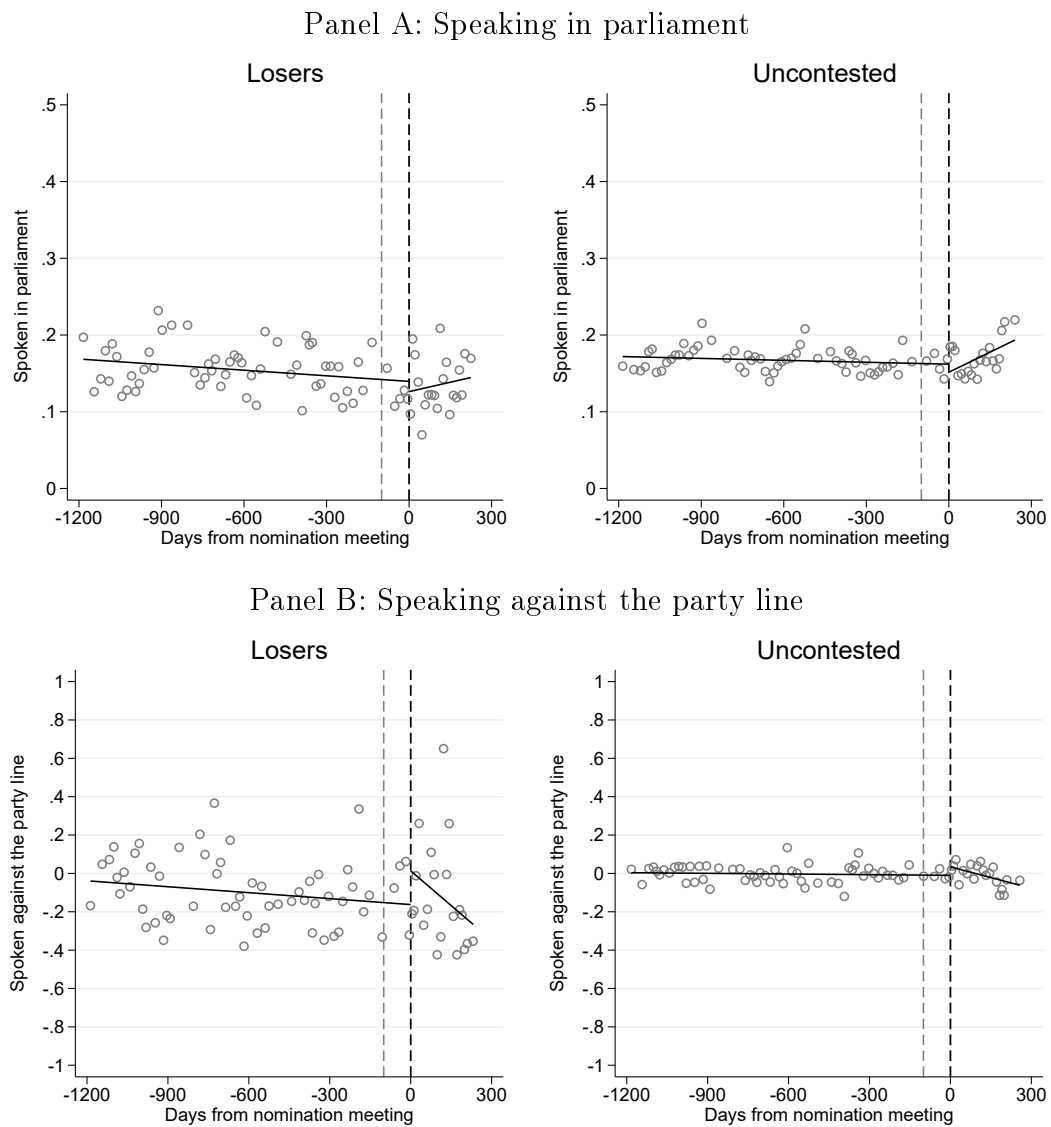 Panel A: Speaking in parliament
Losers
Spoken in parliament
.5
.4
.3
.2
.1
0
-1200 -900 -600 -300 0 300
Days from nomination meeting
Uncontested
Spoken in parliament
.5
.4
.3
.2
.1
0
-1200 -900 -600 -300 0 300
Days from nomination meeting
Panel B: Speaking against the party line
Losers
Spoken against the party line
1
.8
.6
.4
.2
0
-.2
-.4
-.6
-.8
-1
-1200 -900 -600 -300 0 300
Days from nomination meeting
Uncontested
Spoken against the party line
1
.8
.6
.4
.2
0
-.2
-.4
-.6
-.8
-1
-1200 -900 -600 -300 0 300
Days from nomination meeting